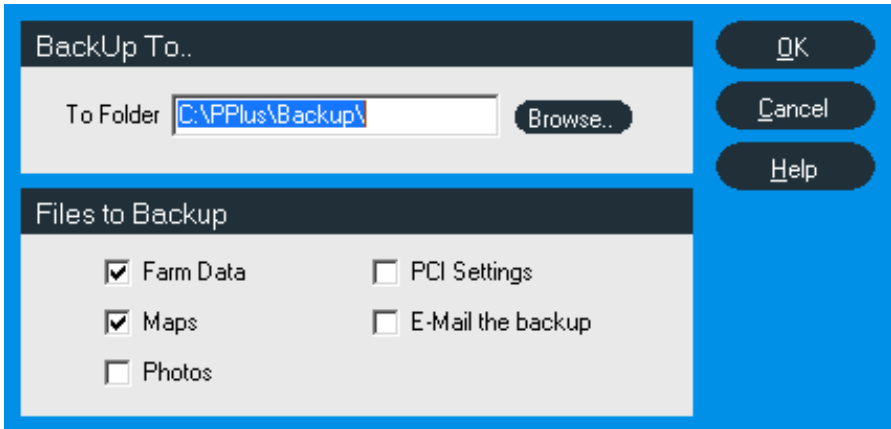 BackUp To..
To Folder C:\PPlus\Backup\ Browse..
Files to Backup
Farm Data PCI Settings
Maps E-Mail the backup
Photos
OK
Cancel
Help